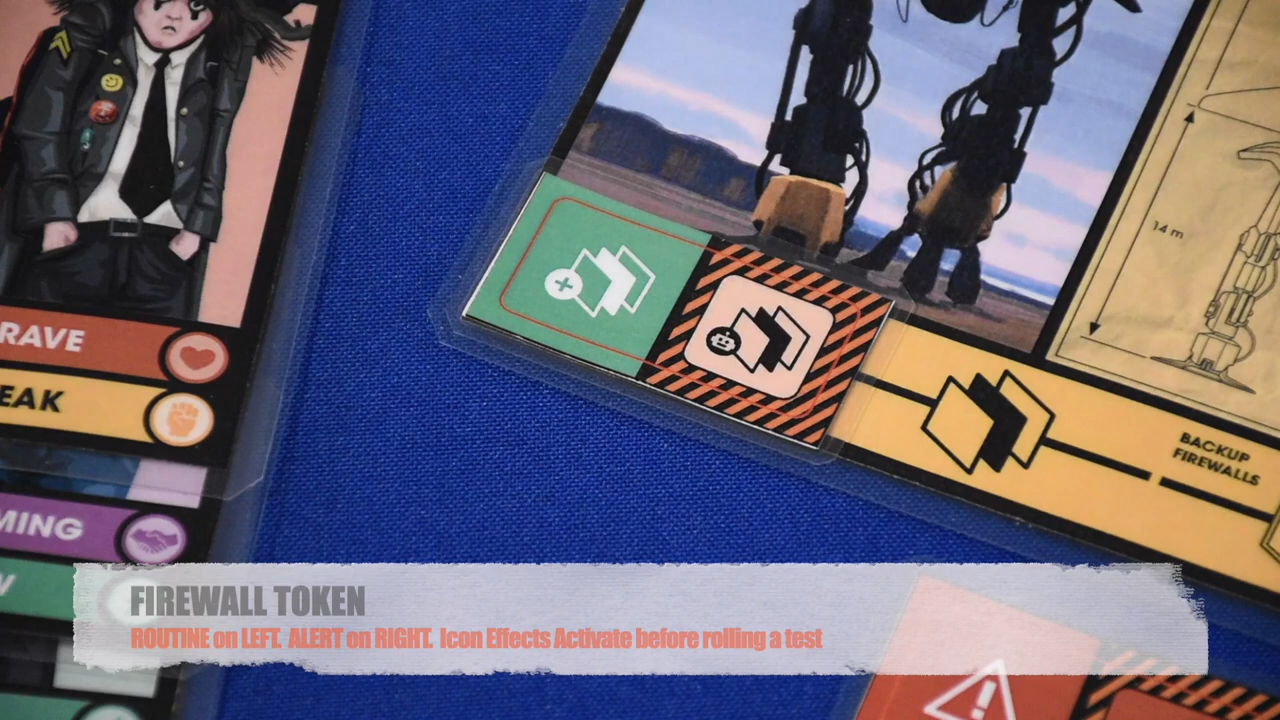 RAVE
EAK
MING
14 m
BACKUP
FIREWALLS
FIREWALL TOKEN
ROUTINE on LEFT. ALERT on RIGHT. Icon Effects Activate before rolling a test